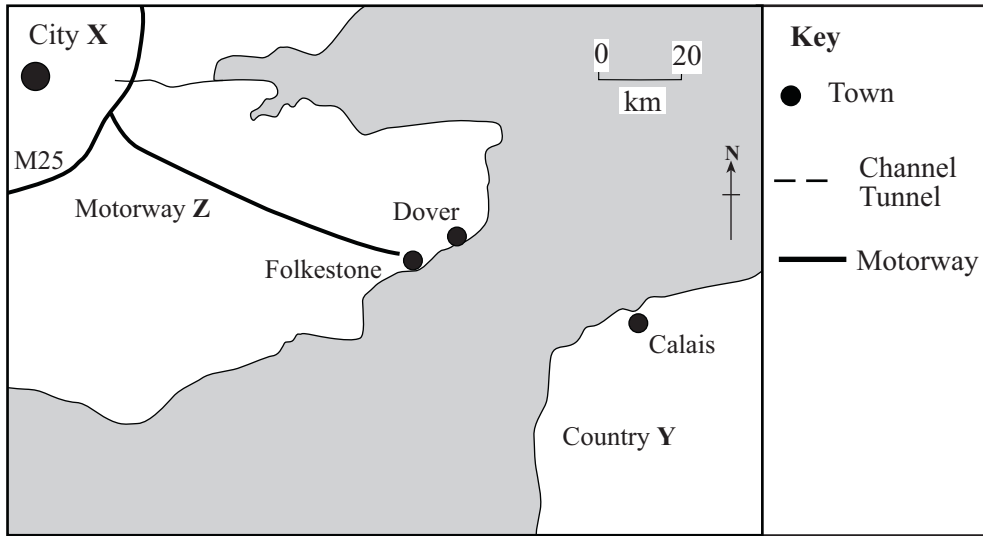 City X
M25
Motorway Z
Dover
Folkestone
Calais
Country Y
0 20
km
N
Key
Town
Channel
Tunnel
Motorway